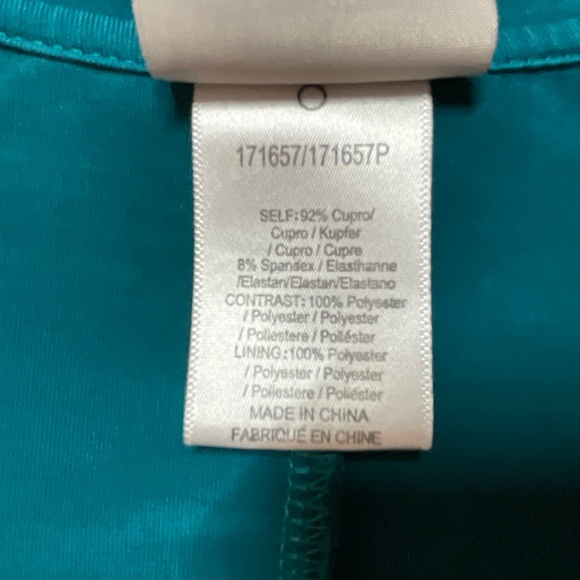 171657/171657P
SELF:92% Cupro/
Cupro / Kupfer
/ Cupro / Cupre
8% Spandex / Elasthanne
/Elastan/Elastan/Elastano
CONTRAST: 100% Polyester
/ Polyester / Polyester
/ Poliestere / Poliéster
LINING:100% Polyester
/ Polyester / Polyester
/ Poliestere / Poliéster
MADE IN CHINA
FABRIQUÉ EN CHINE